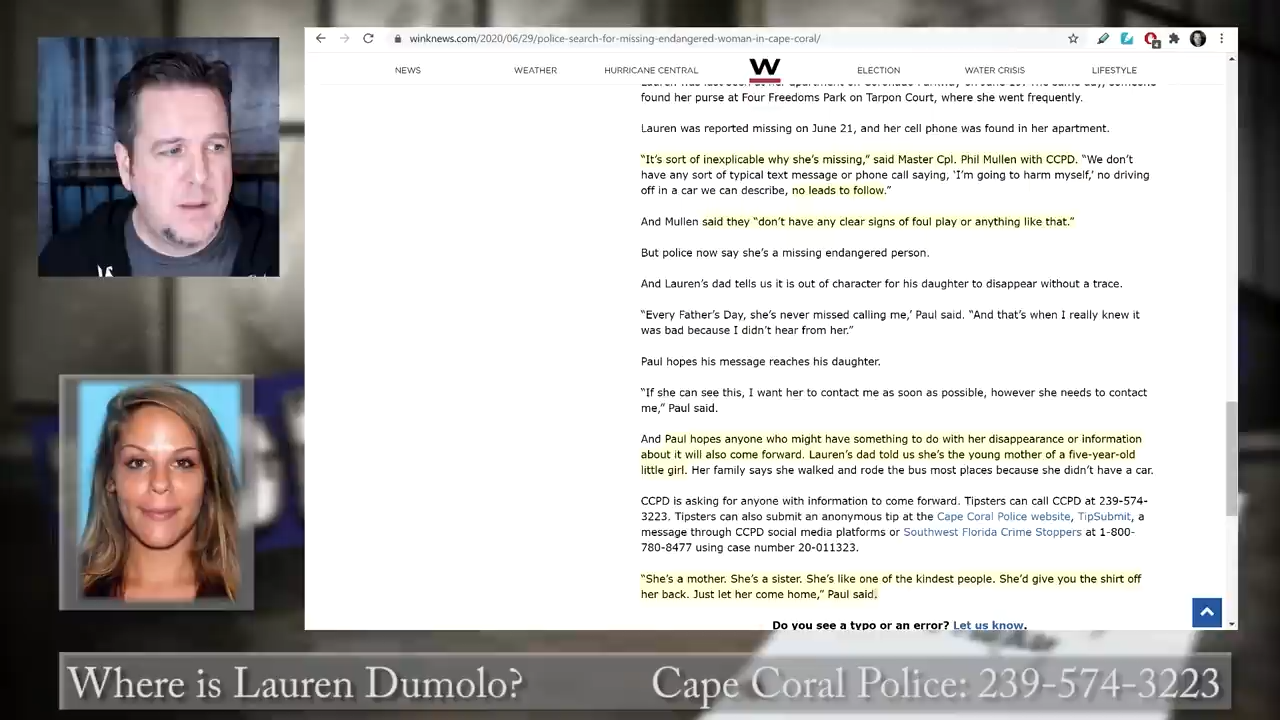 winknews.com/2020/06/29/police-search-for-missing-endangered-woman-in-cape-coral/
NEWS WEATHER HURRICANE CENTRAL W ELECTION WATER CRISIS LIFESTYLE
found her purse at Four Freedoms Park on Tarpon Court, where she went frequently.
Lauren was reported missing on June 21, and her cell phone was found in her apartment.
“It’s sort of inexplicable why she’s missing,” said Master Cpl. Phil Mullen with CCPD. “We don’t
have any sort of typical text message or phone call saying, ‘I’m going to harm myself,’ no driving
off in a car we can describe, no leads to follow.”
And Mullen said they “don’t have any clear signs of foul play or anything like that.”
But police now say she’s a missing endangered person.
And Lauren’s dad tells us it is out of character for his daughter to disappear without a trace.
“Every Father’s Day, she’s never missed calling me,’ Paul said. “And that’s when I really knew it
was bad because I didn’t hear from her.”
Paul hopes his message reaches his daughter.
“If she can see this, I want her to contact me as soon as possible, however she needs to contact
me,” Paul said.
And Paul hopes anyone who might have something to do with her disappearance or information
about it will also come forward. Lauren’s dad told us she’s the young mother of a five-year-old
little girl. Her family says she walked and rode the bus most places because she didn’t have a car.
CCPD is asking for anyone with information to come forward. Tipsters can call CCPD at 239-574-
3223. Tipsters can also submit an anonymous tip at the Cape Coral Police website, TipSubmit, a
message through CCPD social media platforms or Southwest Florida Crime Stoppers at 1-800-
780-8477 using case number 20-011323.
“She’s a mother. She’s a sister. She’s like one of the kindest people. She’d give you the shirt off
her back. Just let her come home,” Paul said.
Do you see a typo or an error? Let us know.
Where is Lauren Dumolo? Cape Coral Police: 239-574-3223